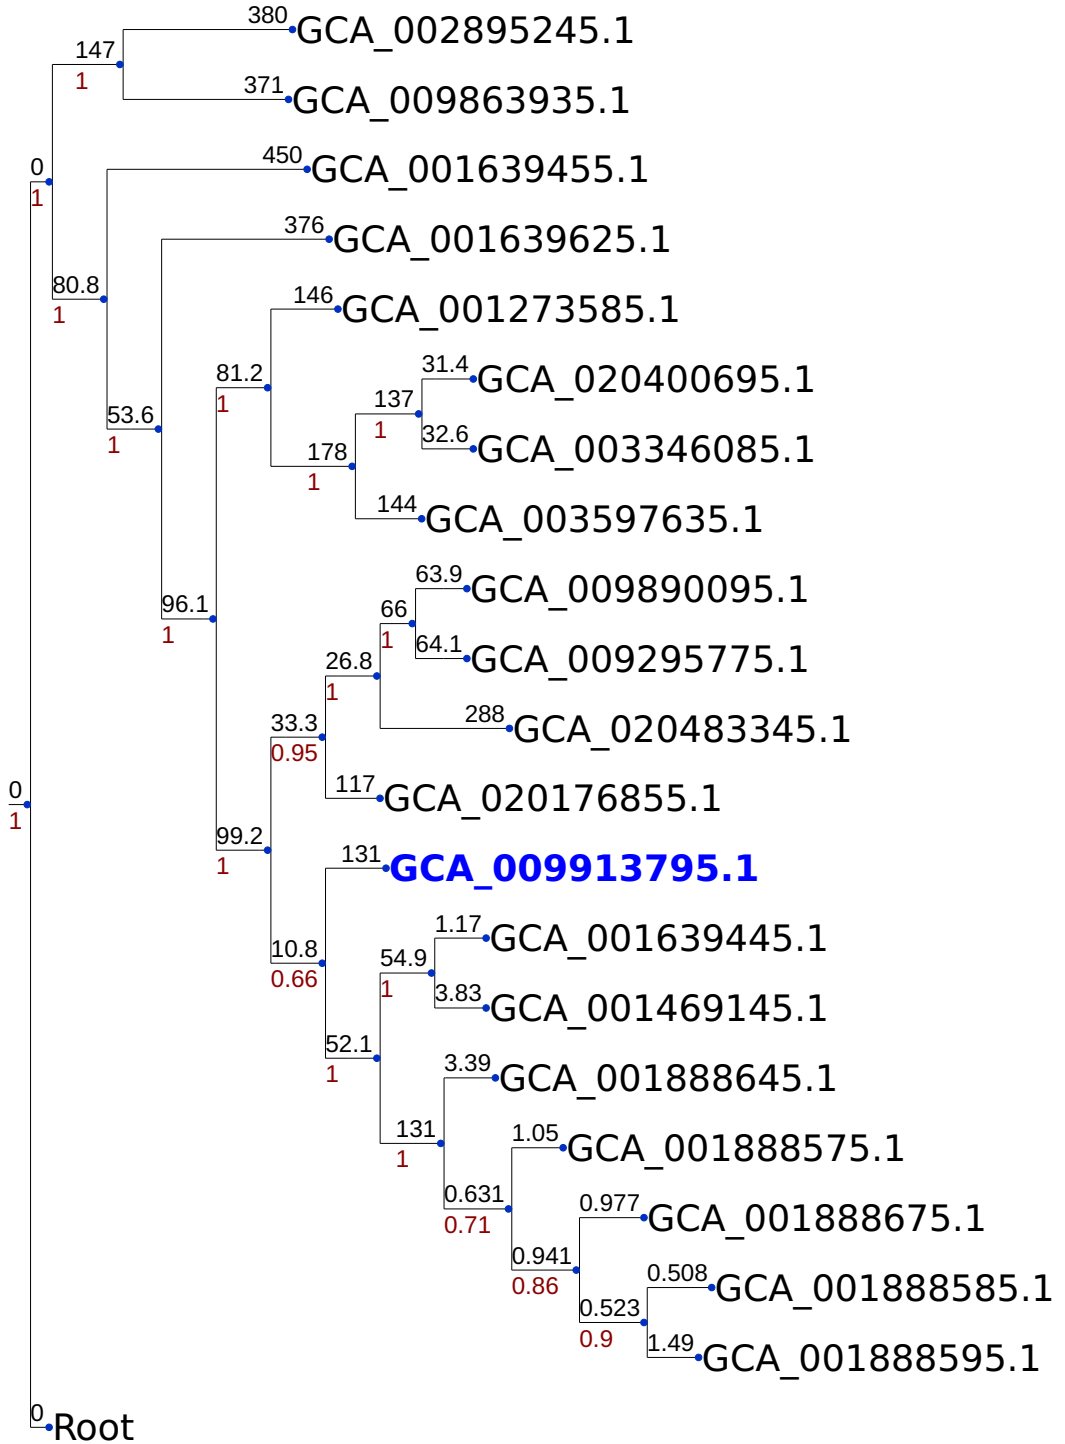 380
GCA_002895245.1
147
1
371
GCA_009863935.1
450
GCA_001639455.1
0
1
376
GCA_001639625.1
80.8
1
146
GCA_001273585.1
81.2
1
31.4
GCA_020400695.1
137
1
32.6
GCA_003346085.1
53.6
1
178
1
144
GCA_003597635.1
63.9
GCA_009890095.1
96.1
1
66
1
64.1
GCA_009295775.1
26.8
1
288
GCA_020483345.1
33.3
0.95
117
GCA_020176855.1
0
1
99.2
1
131
GCA_009913795.1
1.17
GCA_001639445.1
10.8
0.66
54.9
1
3.83
GCA_001469145.1
52.1
1
3.39
GCA_001888645.1
131
1
1.05
GCA_001888575.1
0.631
0.71
0.977
GCA_001888675.1
0.941
0.86
0.508
GCA_001888585.1
0.523
0.9
1.49
GCA_001888595.1
0
Root